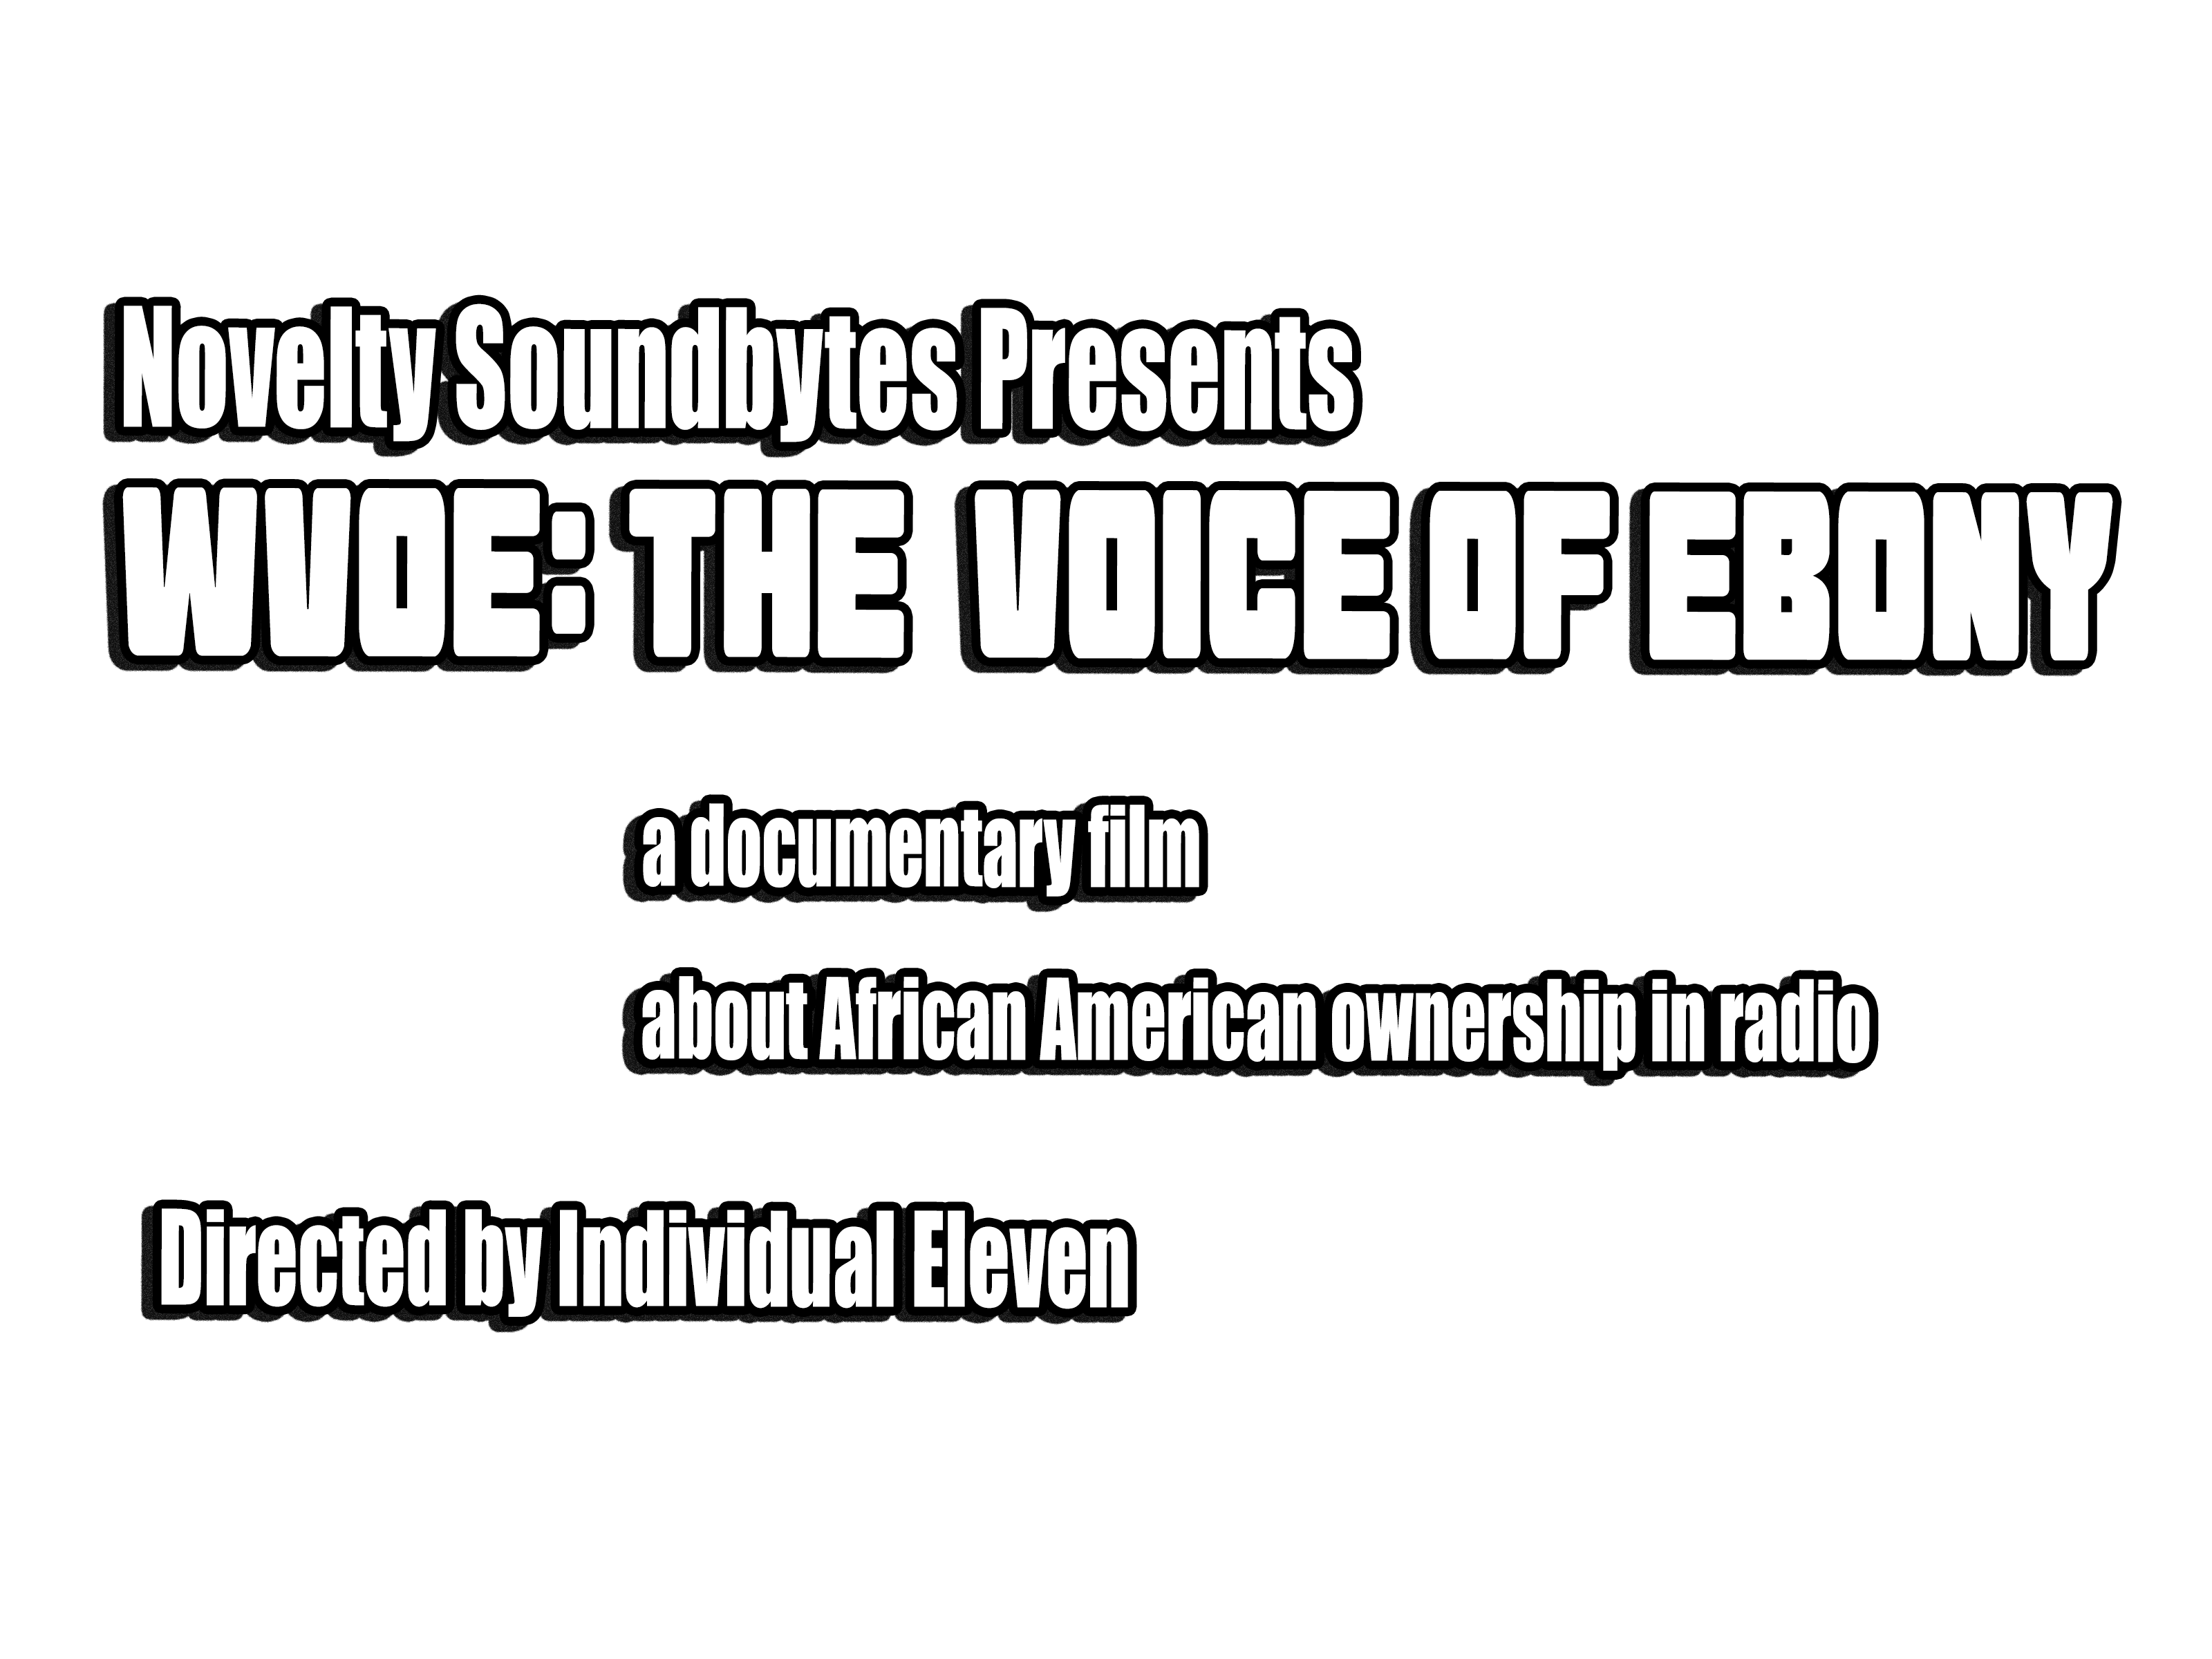 Novelty Soundbytes Presents
WVOE: THE VOICE OF EBONY
a documentary film
about African American ownership in radio
Directed by Individual Eleven